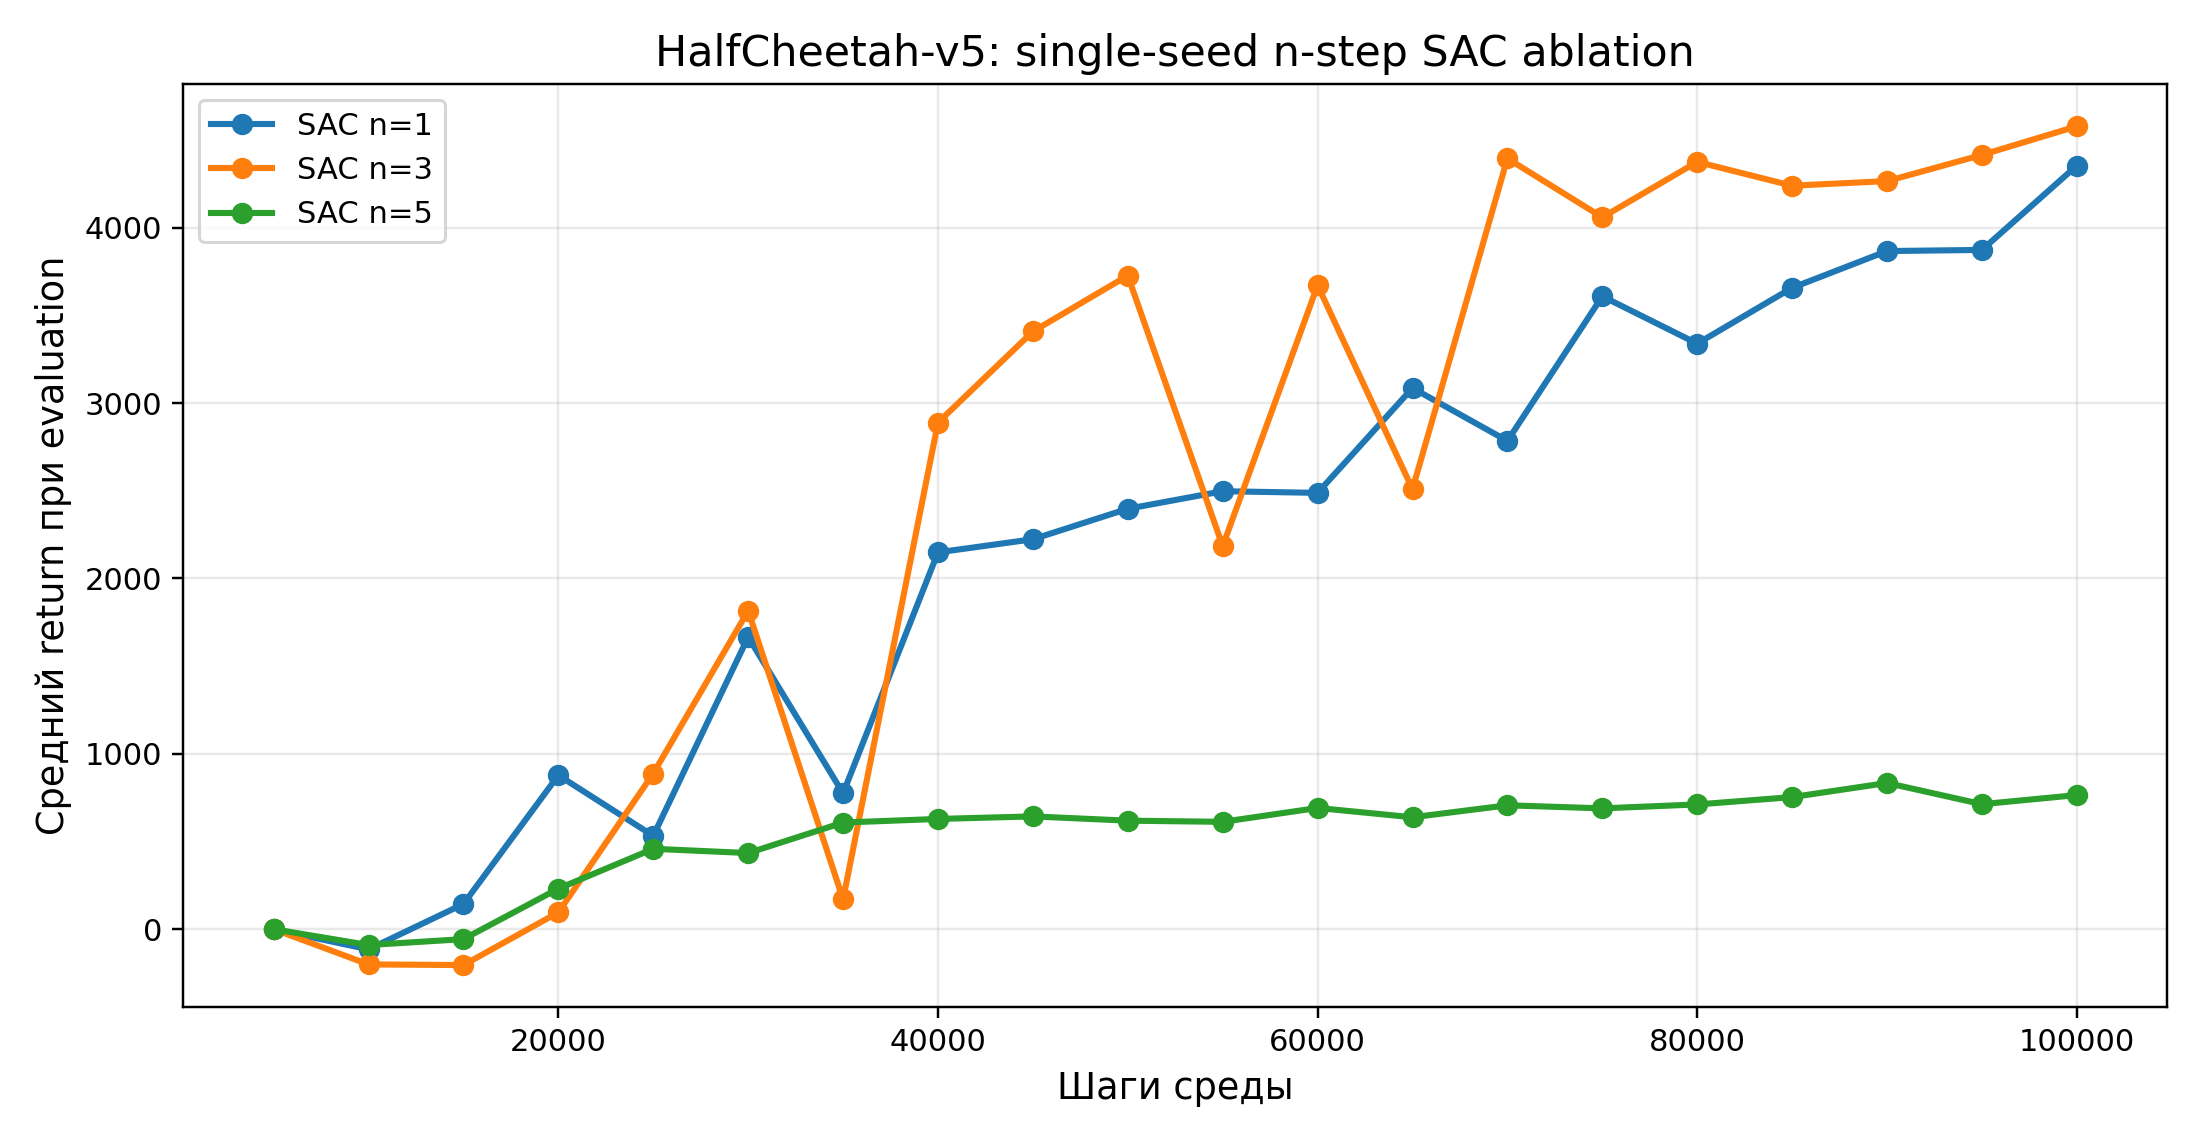 HalfCheetah-v5: single-seed n-step SAC ablation
SAC n=1
SAC n=3
SAC n=5
Средний return при evaluation
4000
3000
2000
1000
0
20000
40000
60000
80000
100000
Шаги среды